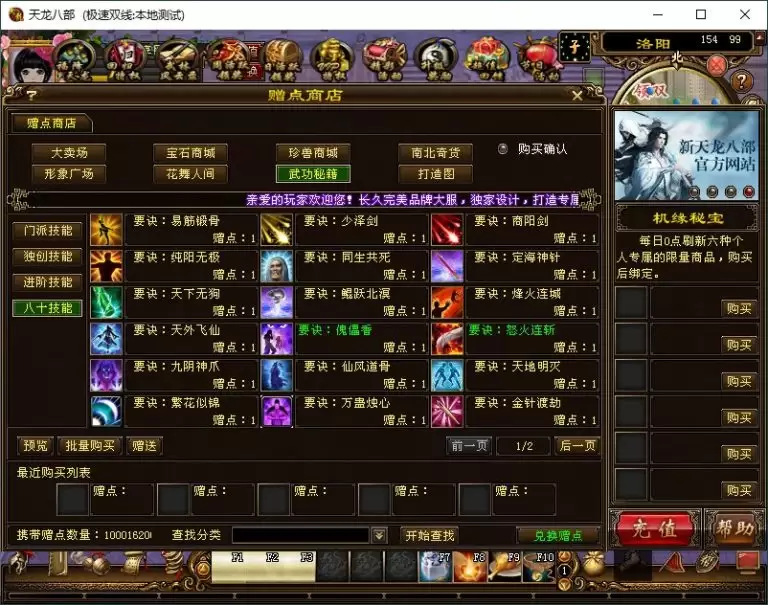 天龙八部 (极速双线:本地测试)
洛阳 154 99
北
赠点商店
赠点商店
大卖场 宝石商城 珍兽商城 南北奇货 购买确认
形象广场 花舞人间 武功秘籍 打造图
亲爱的玩家欢迎您! 长久完美品牌大服,独家设计,打造专属
门派技能
独创技能
进阶技能
八十技能
要诀:易筋锻骨 要诀:少泽剑 要诀:商阳剑
赠点:1 赠点:1 赠点:1
要诀:纯阳无极 要诀:同生共死 要诀:定海神针
赠点:1 赠点:1 赠点:1
要诀:天下无狗 要诀:鲲跃北溟 要诀:烽火连城
赠点:1 赠点:1 赠点:1
要诀:天外飞仙 要诀:傀儡香 要诀:怒火连斩
赠点:1 赠点:1 赠点:1
要诀:九阴神爪 要诀:仙风道骨 要诀:天地明灭
赠点:1 赠点:1 赠点:1
要诀:繁花似锦 要诀:万蛊烛心 要诀:金针渡劫
赠点:1 赠点:1 赠点:1
预览 批量购买 赠送 前一页 1/2 后一页
最近购买列表
赠点: 赠点: 赠点: 赠点: 赠点:
携带赠点数量:10001620 查找分类 开始查找 兑换赠点
新天龙八部
官方网站
机缘秘宝
每日0点刷新六种个
人专属的限量商品,购买
后绑定。
购买
购买
购买
购买
购买
购买
充值 帮助
F1 F2 F3 F7 F8 F9 F10 1